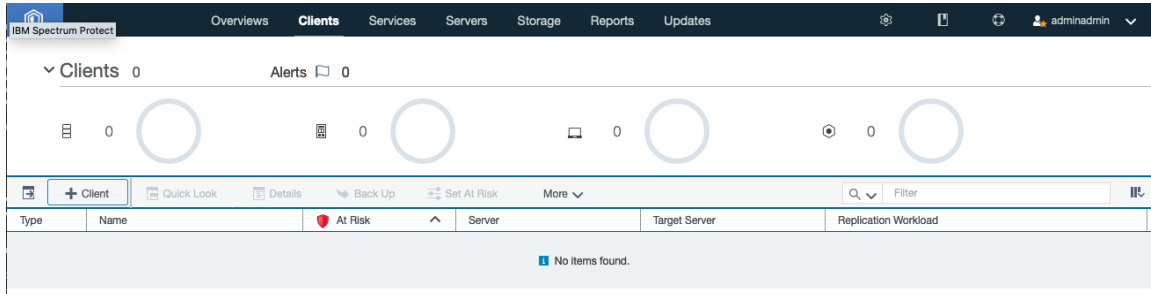 Overviews Clients Services Servers Storage Reports Updates adminadmin
IBM Spectrum Protect
Clients 0 Alerts 0
0 0 0 0
+ Client Quick Look Details Back Up Set At Risk More Filter
Type Name At Risk Server Target Server Replication Workload
No items found.